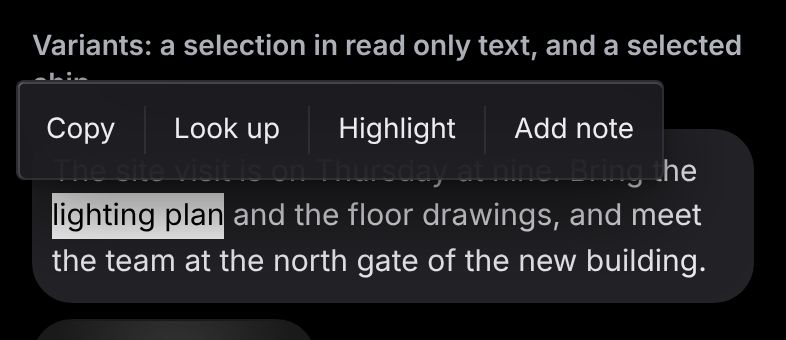 Variants: a selection in read only text, and a selected
chip
Copy Look up Highlight Add note
The site visit is on Thursday at nine. Bring the
lighting plan and the floor drawings, and meet
the team at the north gate of the new building.